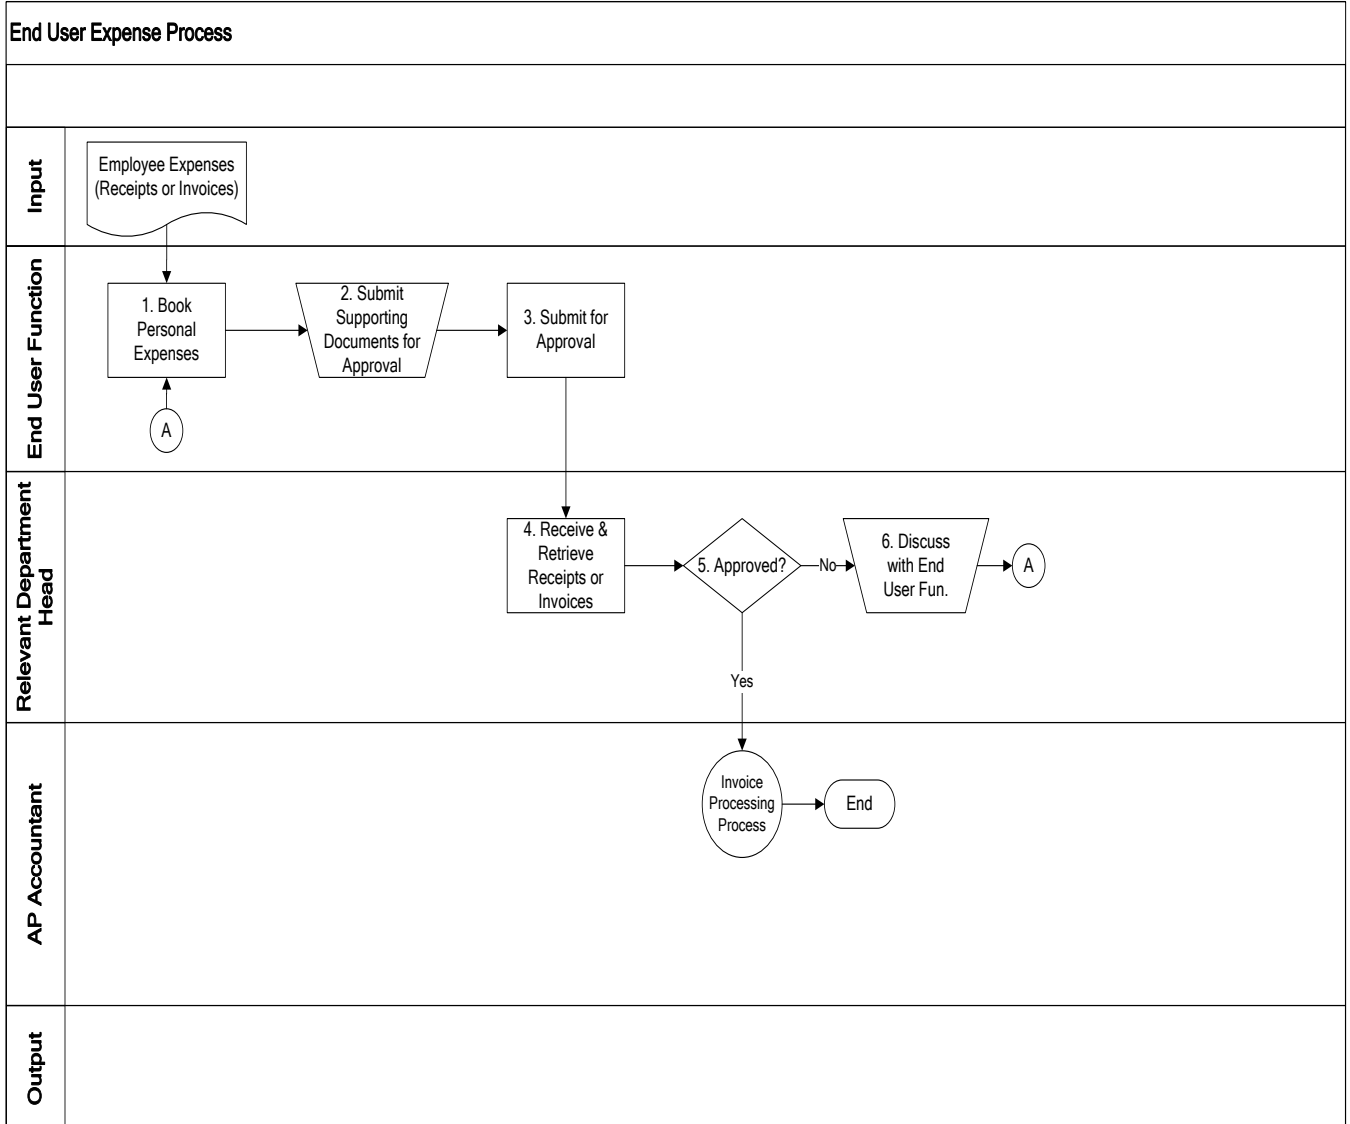 End User Expense Process
Input
Employee Expenses
(Receipts or Invoices)
End User Function
1. Book
Personal
Expenses
2. Submit
Supporting
Documents for
Approval
3. Submit for
Approval
A
Relevant Department
Head
4. Receive &
Retrieve
Receipts or
Invoices
5. Approved?
No
6. Discuss
with End
User Fun.
A
Yes
AP Accountant
Invoice
Processing
Process
End
Output